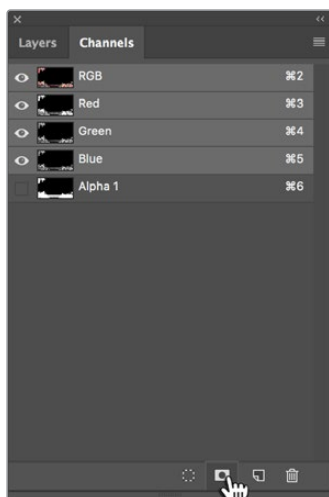 Layers Channels
RGB ⌘2
Red ⌘3
Green ⌘4
Blue ⌘5
Alpha 1 ⌘6